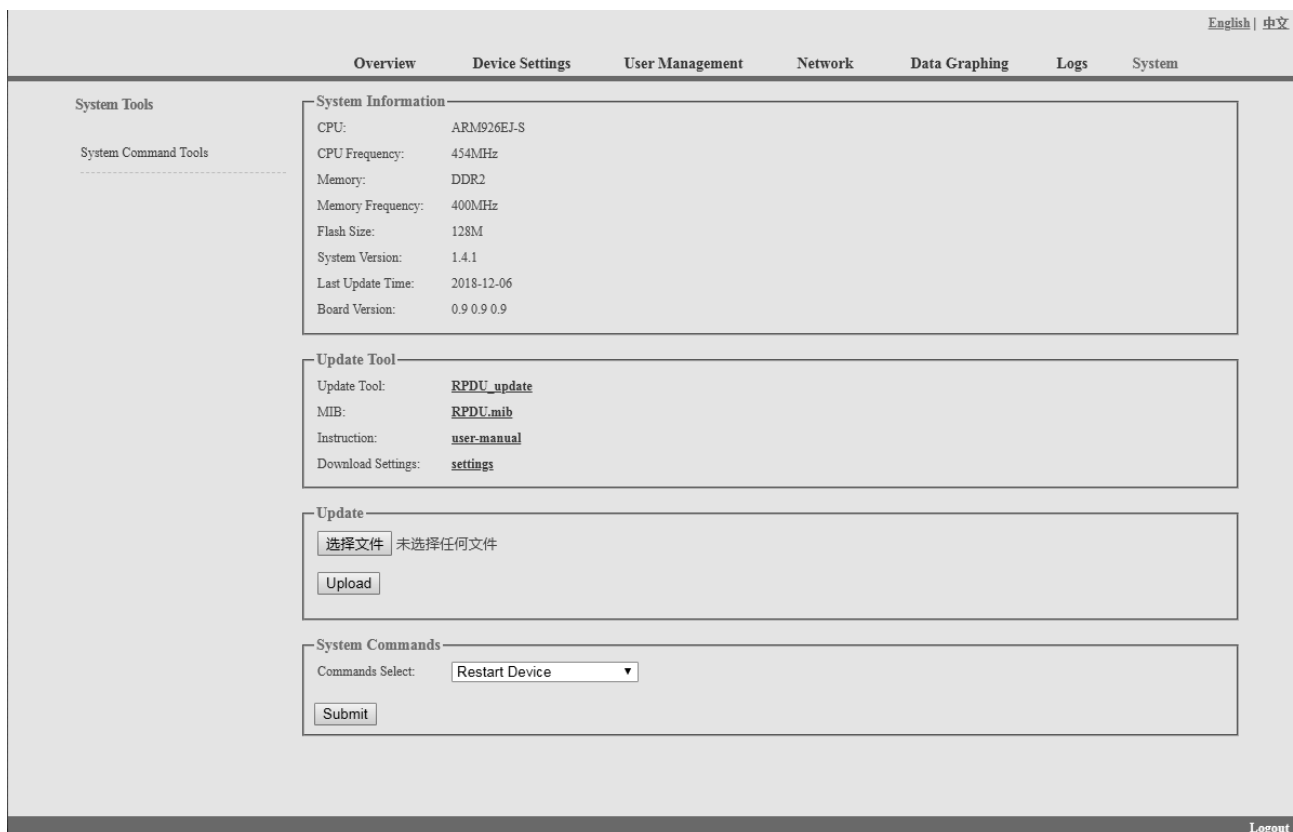 English | 中文
Overview Device Settings User Management Network Data Graphing Logs System
System Tools
System Command Tools
System Information
CPU: ARM926EJ-S
CPU Frequency: 454MHz
Memory: DDR2
Memory Frequency: 400MHz
Flash Size: 128M
System Version: 1.4.1
Last Update Time: 2018-12-06
Board Version: 0.9 0.9 0.9
Update Tool
Update Tool: RPDU_update
MIB: RPDU.mib
Instruction: user-manual
Download Settings: settings
Update
选择文件 未选择任何文件
Upload
System Commands
Commands Select: Restart Device
Submit
Logout